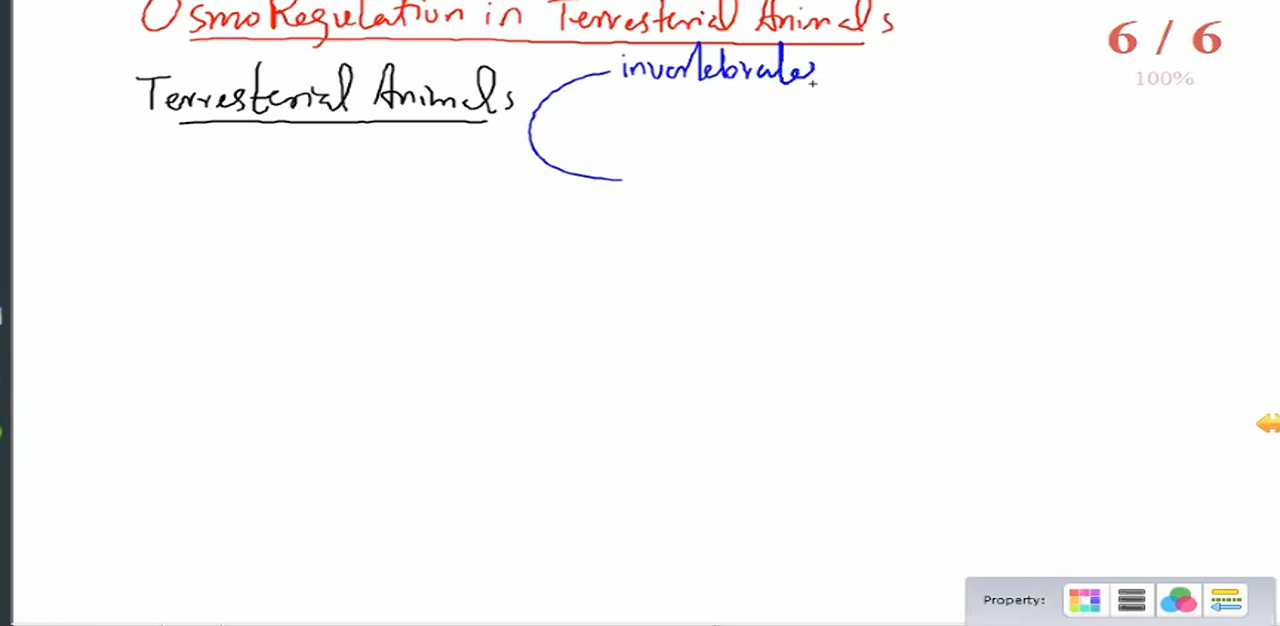 OsmoRegulation in Terresterial Animals
Terresterial Animals
invertebrates
6 / 6
100%
Property: